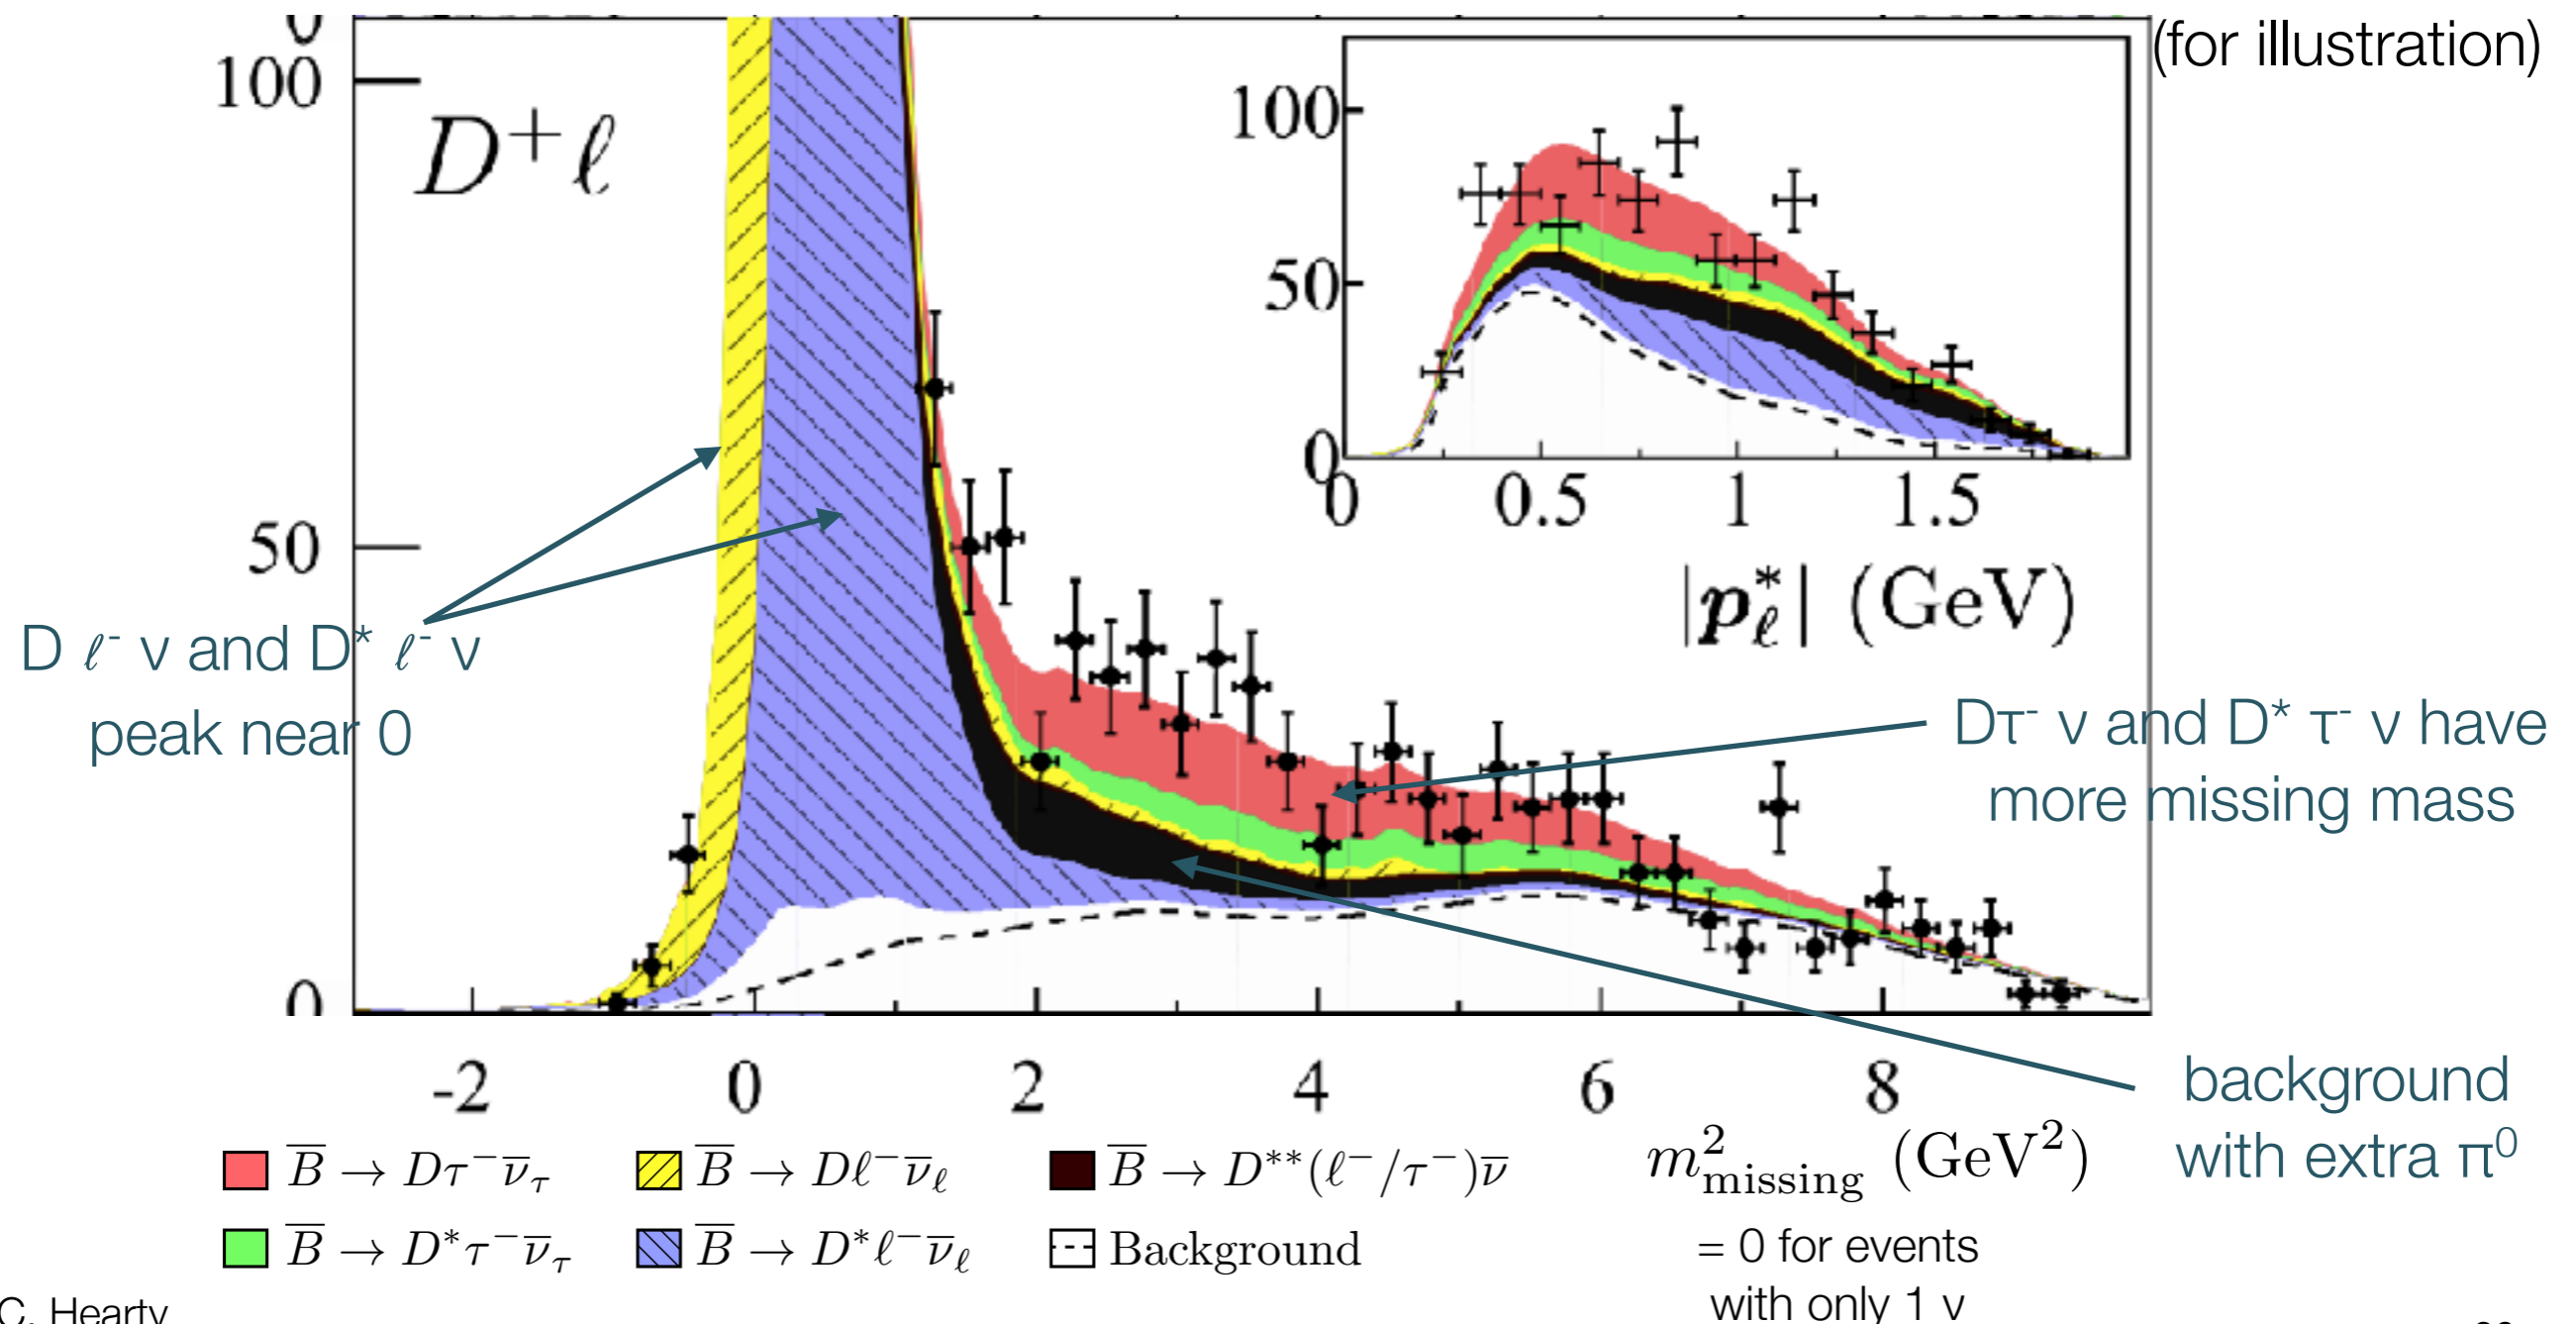 (for illustration)
0
100
50
0
D⁺ℓ
100
50
0
0 0.5 1 1.5
|p*ℓ| (GeV)
D ℓ⁻ ν and D* ℓ⁻ ν
peak near 0
Dτ⁻ ν and D* τ⁻ ν have
more missing mass
background
with extra π⁰
-2 0 2 4 6 8
m²missing (GeV²)
= 0 for events
with only 1 ν
B̅ → Dτ⁻ν̅τ
B̅ → Dℓ⁻ν̅ℓ
B̅ → D**(ℓ⁻/τ⁻)ν̅
B̅ → D*τ⁻ν̅τ
B̅ → D*ℓ⁻ν̅ℓ
Background
C. Hearty